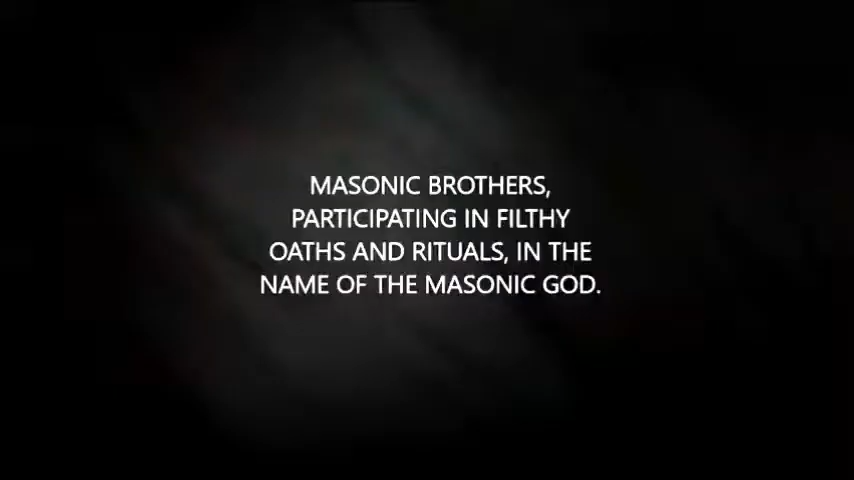 MASONIC BROTHERS,
PARTICIPATING IN FILTHY
OATHS AND RITUALS, IN THE
NAME OF THE MASONIC GOD.